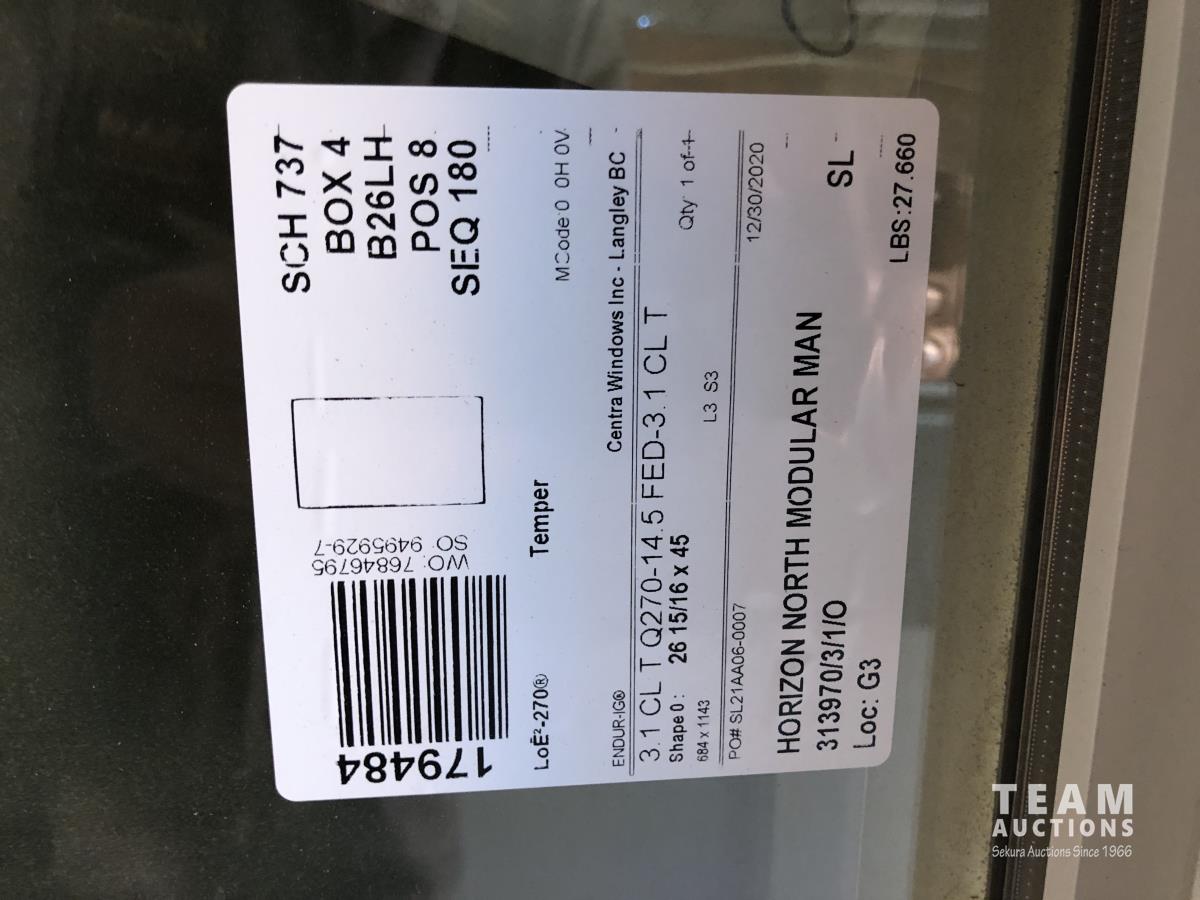 SCH 737
BOX 4
B26LH
POS 8
SEQ 180
179484
WO: 76846795
SO: 9495929-7
LoĒ²-270® Temper MCode:0 0H 0V
ENDUR-IG® Centra Windows Inc - Langley BC
3.1 CL T Q270-14.5 FED-3.1 CL T
Shape 0 : 26 15/16 x 45 Qty 1 of 1
684 x 1143 L3 S3
PO# SL21AA06-0007 12/30/2020
HORIZON NORTH MODULAR MAN
313970/3/1/O SL
Loc: G3 LBS:27.660
TEAM
AUCTIONS
Sekura Auctions Since 1966